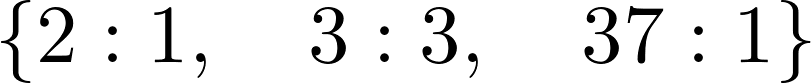 {2 : 1, 3 : 3, 37 : 1}